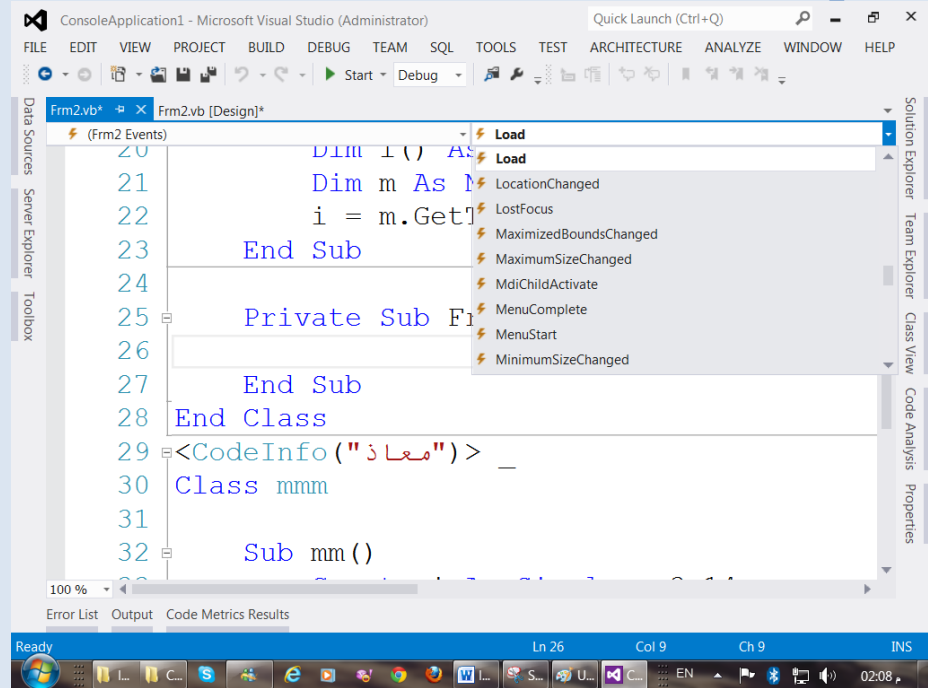 ConsoleApplication1 - Microsoft Visual Studio (Administrator)
Quick Launch (Ctrl+Q)
FILE EDIT VIEW PROJECT BUILD DEBUG TEAM SQL TOOLS TEST ARCHITECTURE ANALYZE WINDOW HELP
Start Debug
Data Sources
Server Explorer
Toolbox
Frm2.vb* Frm2.vb [Design]*
(Frm2 Events) Load
Load
LocationChanged
LostFocus
MaximizedBoundsChanged
MaximumSizeChanged
MdiChildActivate
MenuComplete
MenuStart
MinimumSizeChanged
20 Dim i() As
21 Dim m As
22 i = m.Get
23 End Sub
24
25 Private Sub
26
27 End Sub
28 End Class
29 <CodeInfo("معاذ")> _
30 Class mmm
31
32 Sub mm()
Solution Explorer
Team Explorer
Class View
Code Analysis
Properties
100 %
Error List Output Code Metrics Results
Ready Ln 26 Col 9 Ch 9 INS
I... C... W I... S... U... C... EN 02:08 م